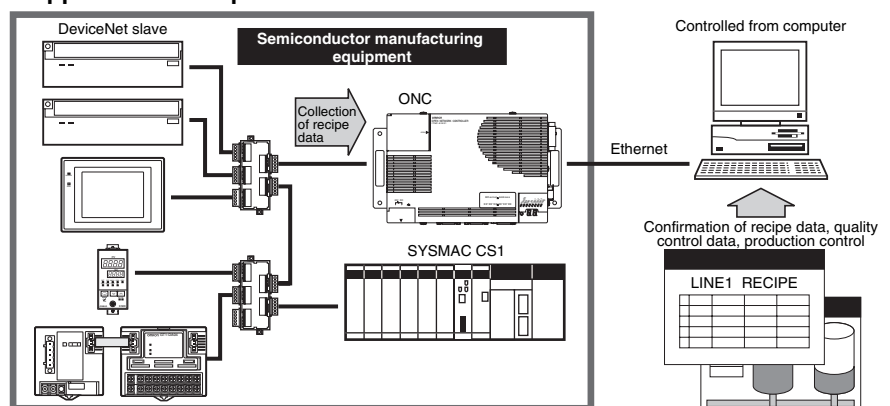 DeviceNet slave
Semiconductor manufacturing
equipment
Collection
of recipe
data
ONC
Ethernet
SYSMAC CS1
Controlled from computer
Confirmation of recipe data, quality
control data, production control
LINE1 RECIPE